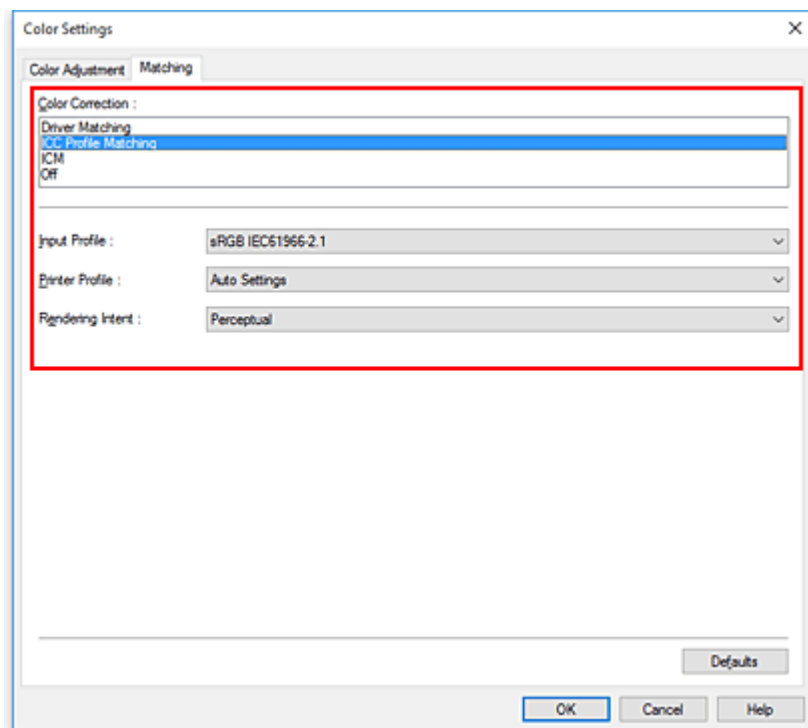 Color Settings
Color Adjustment Matching
Color Correction :
Driver Matching
ICC Profile Matching
ICM
Off
Input Profile : sRGB IEC61966-2.1
Printer Profile : Auto Settings
Rendering Intent : Perceptual
Defaults
OK Cancel Help